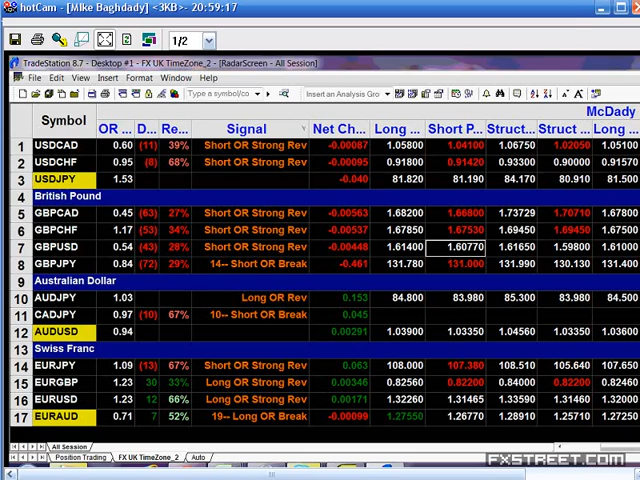 hotCam - [Mike Baghdady] <3KB> - 20:59:17
1/2
TradeStation 8.7 - Desktop #1 - FX UK TimeZone_2 - [RadarScreen - All Session]
File Edit View Insert Format Window Help
Type a symbol/co Insert an Analysis Gro
McDady
Symbol OR ... D... Re... Signal Net Ch... Long ... Short P... Struct... Struct ... Long ...
1 USDCAD 0.60 (11) 39% Short OR Strong Rev -0.00087 1.05800 1.04100 1.06750 1.02050 1.05100
2 USDCHF 0.95 (8) 68% Short OR Strong Rev -0.00095 0.91800 0.91420 0.93300 0.90000 0.91570
3 USDJPY 1.53 -0.040 81.820 81.190 84.170 80.910 81.500
4 British Pound
5 GBPCAD 0.45 (63) 27% Short OR Strong Rev -0.00563 1.68200 1.66800 1.73729 1.70710 1.67800
6 GBPCHF 1.17 (53) 34% Short OR Strong Rev -0.00537 1.67850 1.67530 1.69450 1.69450 1.67500
7 GBPUSD 0.54 (43) 28% Short OR Strong Rev -0.00448 1.61400 1.60770 1.61650 1.59800 1.61000
8 GBPJPY 0.84 (72) 29% 14-- Short OR Break -0.461 131.780 131.000 131.990 130.130 131.400
9 Australian Dollar
10 AUDJPY 1.03 Long OR Rev 0.153 84.800 83.980 85.300 83.980 84.500
11 CADJPY 0.97 (10) 67% 10-- Short OR Break 0.045
12 AUDUSD 0.94 0.00291 1.03900 1.03350 1.04560 1.03350 1.03600
13 Swiss Franc
14 EURJPY 1.09 (13) 67% Short OR Strong Rev 0.063 108.000 107.380 108.510 105.640 107.650
15 EURGBP 1.23 30 33% Long OR Strong Rev 0.00346 0.82560 0.82200 0.84000 0.82200 0.82460
16 EURUSD 1.23 12 66% Long OR Strong Rev 0.00171 1.32260 1.31465 1.34100 1.31450 1.32000
17 EURAUD 0.71 7 52% 19-- Long OR Break -0.00099 1.27550 1.26770 1.28910 1.25710 1.27250
All Session
Position Trading FX UK TimeZone_2 Auto
FXSTREET.COM